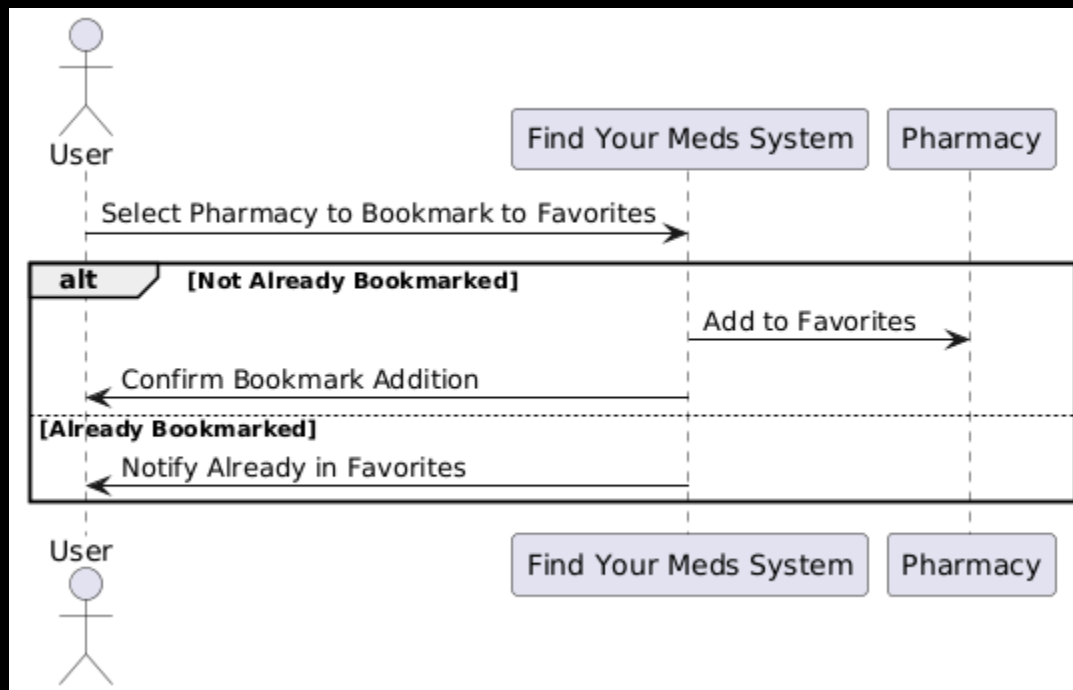 User
Find Your Meds System
Pharmacy
Select Pharmacy to Bookmark to Favorites
alt
[Not Already Bookmarked]
Add to Favorites
Confirm Bookmark Addition
[Already Bookmarked]
Notify Already in Favorites
User
Find Your Meds System
Pharmacy